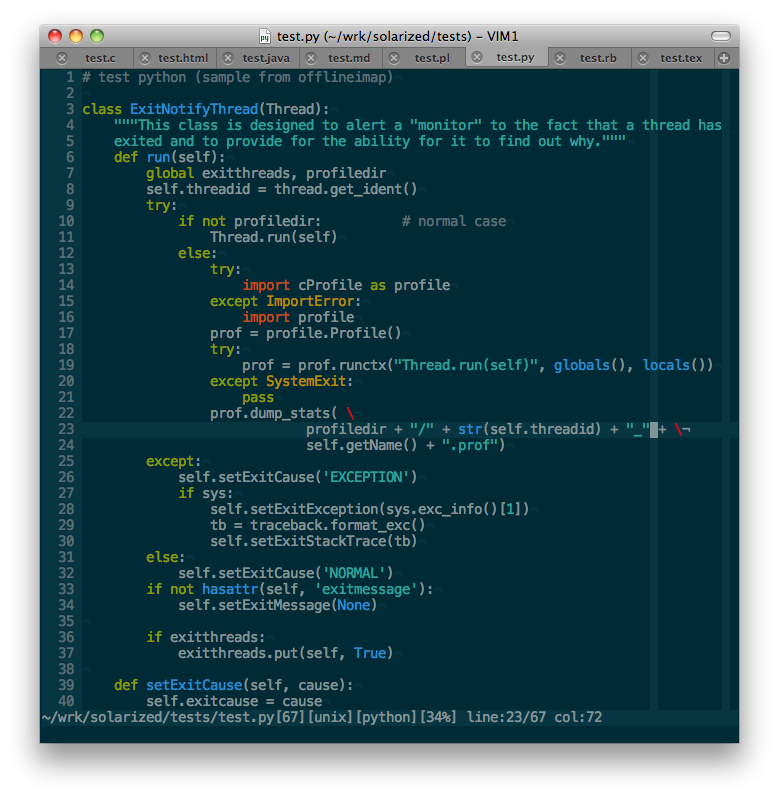 test.py (~/wrk/solarized/tests) – VIM1
test.c test.html test.java test.md test.pl test.py test.rb test.tex
1 # test python (sample from offlineimap)¬
2 ¬
3 class ExitNotifyThread(Thread):¬
4     """This class is designed to alert a "monitor" to the fact that a thread has
5     exited and to provide for the ability for it to find out why."""¬
6     def run(self):¬
7         global exitthreads, profiledir¬
8         self.threadid = thread.get_ident()¬
9         try:¬
10             if not profiledir:          # normal case¬
11                 Thread.run(self)¬
12             else:¬
13                 try:¬
14                     import cProfile as profile¬
15                 except ImportError:¬
16                     import profile¬
17                 prof = profile.Profile()¬
18                 try:¬
19                     prof = prof.runctx("Thread.run(self)", globals(), locals())¬
20                 except SystemExit:¬
21                     pass¬
22                 prof.dump_stats( \¬
23                             profiledir + "/" + str(self.threadid) + "_" + \¬
24                             self.getName() + ".prof")¬
25         except:¬
26             self.setExitCause('EXCEPTION')¬
27             if sys:¬
28                 self.setExitException(sys.exc_info()[1])¬
29                 tb = traceback.format_exc()¬
30                 self.setExitStackTrace(tb)¬
31         else:¬
32             self.setExitCause('NORMAL')¬
33         if not hasattr(self, 'exitmessage'):¬
34             self.setExitMessage(None)¬
35 ¬
36         if exitthreads:¬
37             exitthreads.put(self, True)¬
38 ¬
39     def setExitCause(self, cause):¬
40         self.exitcause = cause¬
~/wrk/solarized/tests/test.py[67][unix][python][34%] line:23/67 col:72